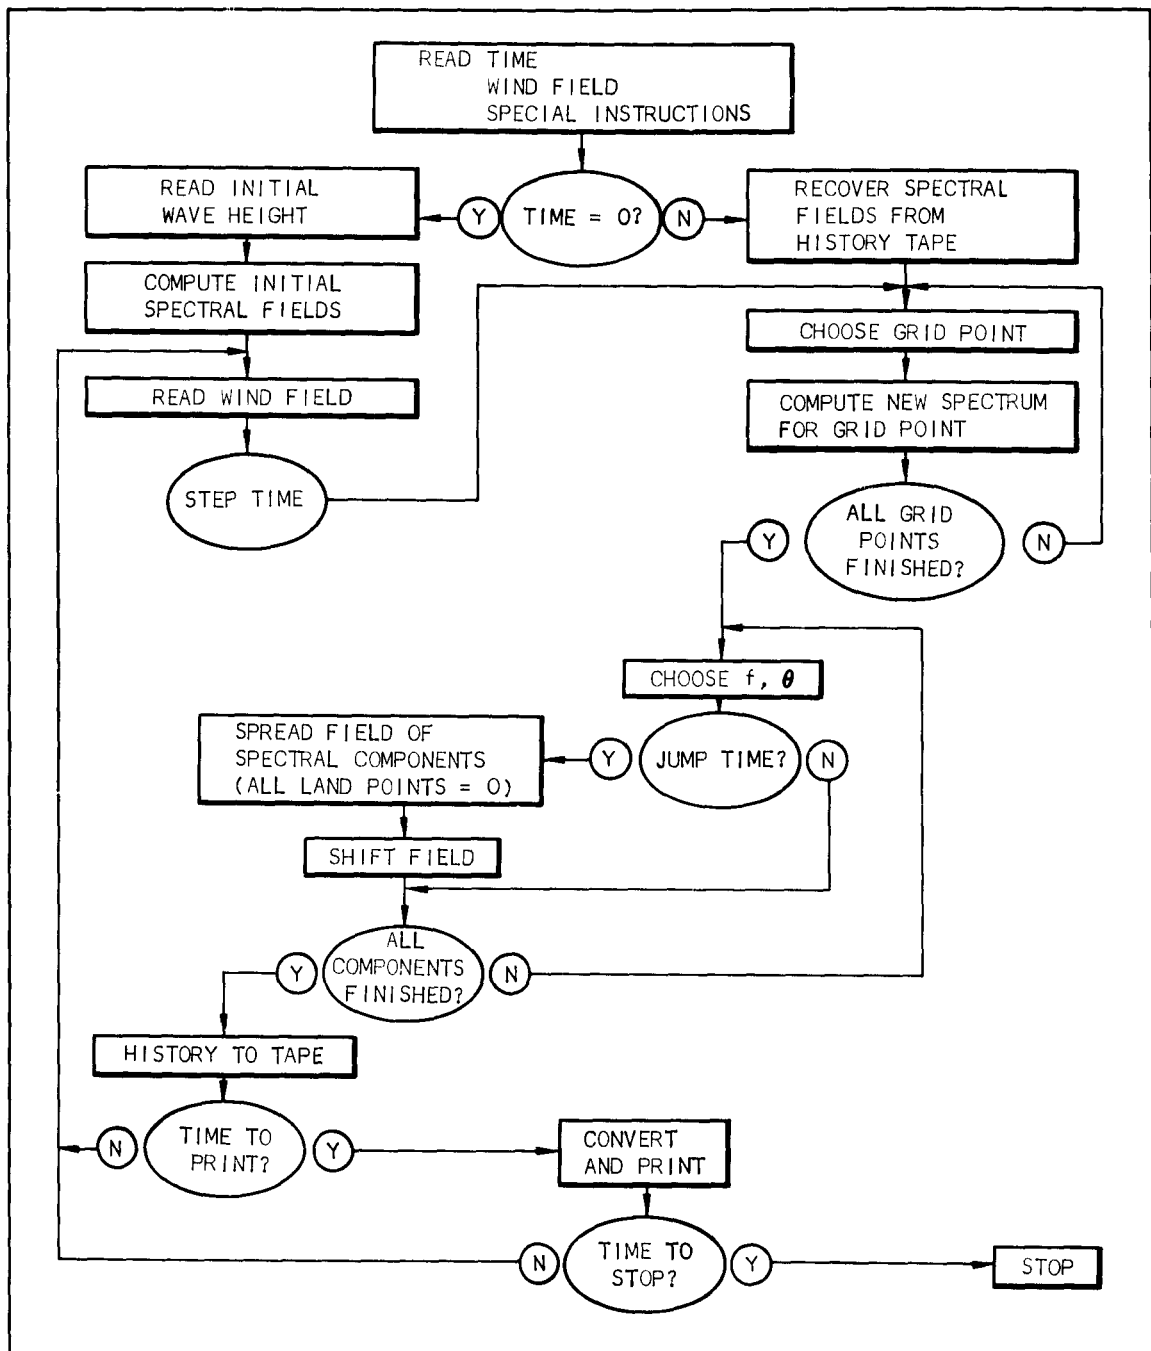 READ TIME
WIND FIELD
SPECIAL INSTRUCTIONS
READ INITIAL
WAVE HEIGHT
Y
TIME = 0?
N
RECOVER SPECTRAL
FIELDS FROM
HISTORY TAPE
COMPUTE INITIAL
SPECTRAL FIELDS
CHOOSE GRID POINT
READ WIND FIELD
COMPUTE NEW SPECTRUM
FOR GRID POINT
STEP TIME
Y
ALL GRID
POINTS
FINISHED?
N
CHOOSE f, θ
SPREAD FIELD OF
SPECTRAL COMPONENTS
(ALL LAND POINTS = 0)
Y
JUMP TIME?
N
SHIFT FIELD
Y
ALL
COMPONENTS
FINISHED?
N
HISTORY TO TAPE
N
TIME TO
PRINT?
Y
CONVERT
AND PRINT
N
TIME TO
STOP?
Y
STOP